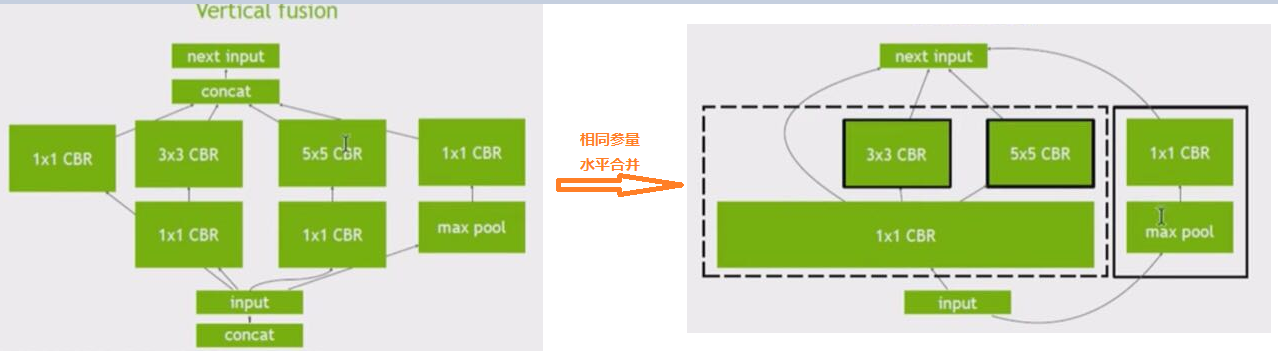 Vertical fusion
next input
concat
1x1 CBR
3x3 CBR
5x5 CBR
1x1 CBR
1x1 CBR
1x1 CBR
max pool
input
concat
相同参量
水平合并
next input
3x3 CBR
5x5 CBR
1x1 CBR
1x1 CBR
max pool
input